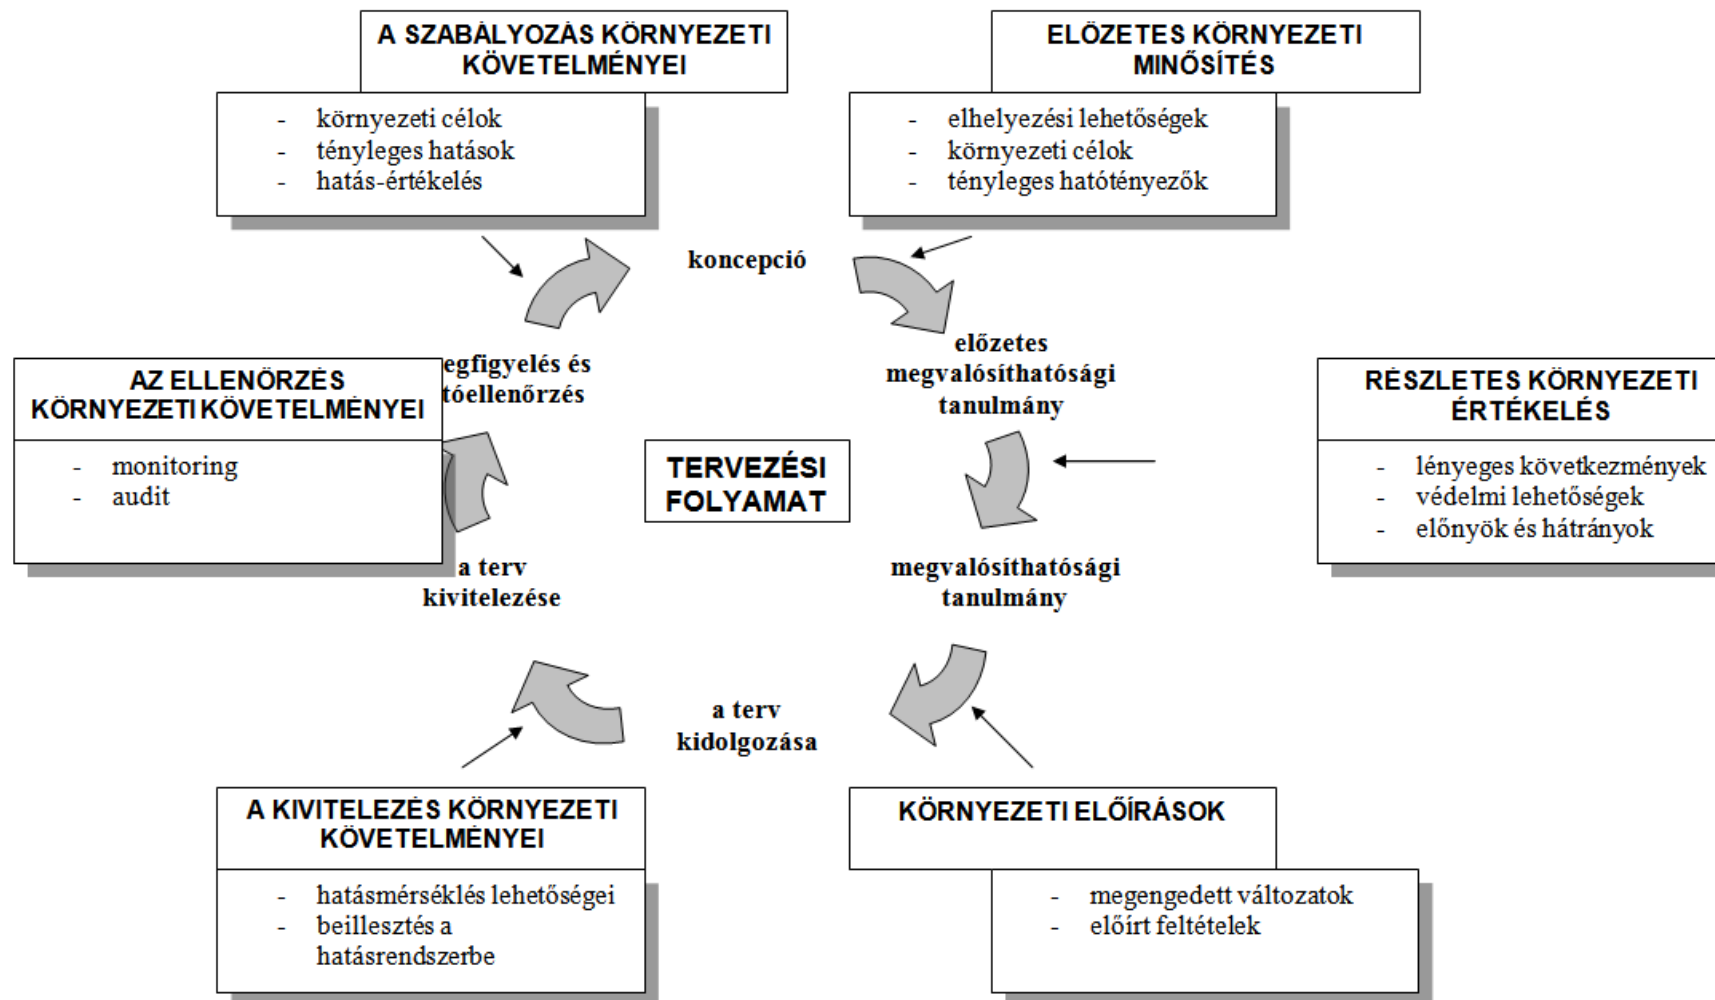 A SZABÁLYOZÁS KÖRNYEZETI
KÖVETELMÉNYEI
- környezeti célok
- tényleges hatások
- hatás-értékelés
ELŐZETES KÖRNYEZETI
MINŐSÍTÉS
- elhelyezési lehetőségek
- környezeti célok
- tényleges hatótényezők
koncepció
előzetes
megvalósíthatósági
tanulmány
RÉSZLETES KÖRNYEZETI
ÉRTÉKELÉS
- lényeges következmények
- védelmi lehetőségek
- előnyök és hátrányok
AZ ELLENŐRZÉS
KÖRNYEZETI KÖVETELMÉNYEI
- monitoring
- audit
egfigyelés és
tóellenőrzés
TERVEZÉSI
FOLYAMAT
megvalósíthatósági
tanulmány
a terv
kivitelezése
a terv
kidolgozása
A KIVITELEZÉS KÖRNYEZETI
KÖVETELMÉNYEI
- hatásmérséklés lehetőségei
- beillesztés a
hatásrendszerbe
KÖRNYEZETI ELŐÍRÁSOK
- megengedett változatok
- előírt feltételek